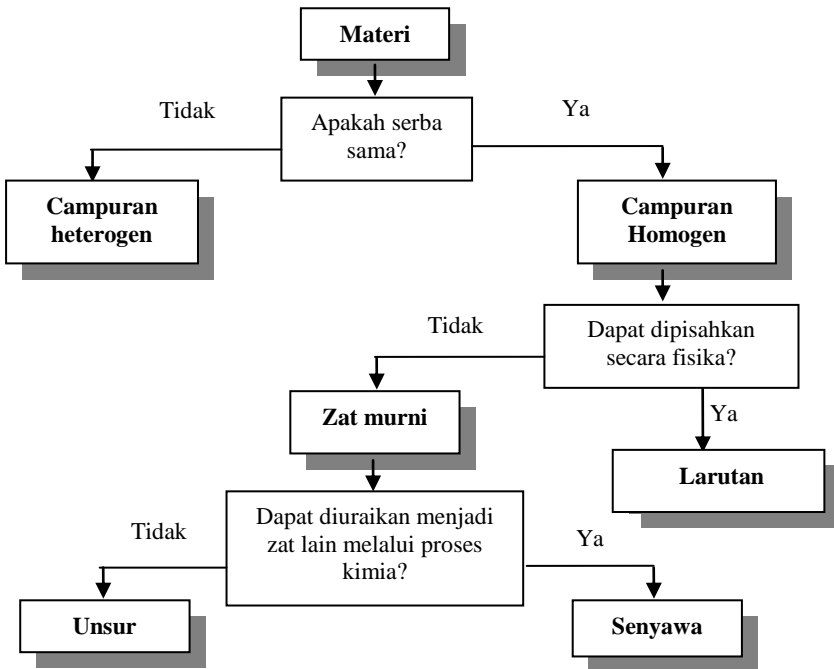 Materi
Tidak
Ya
Apakah serba
sama?
Campuran
heterogen
Campuran
Homogen
Tidak
Dapat dipisahkan
secara fisika?
Ya
Zat murni
Larutan
Tidak
Dapat diuraikan menjadi
zat lain melalui proses
kimia?
Ya
Unsur
Senyawa